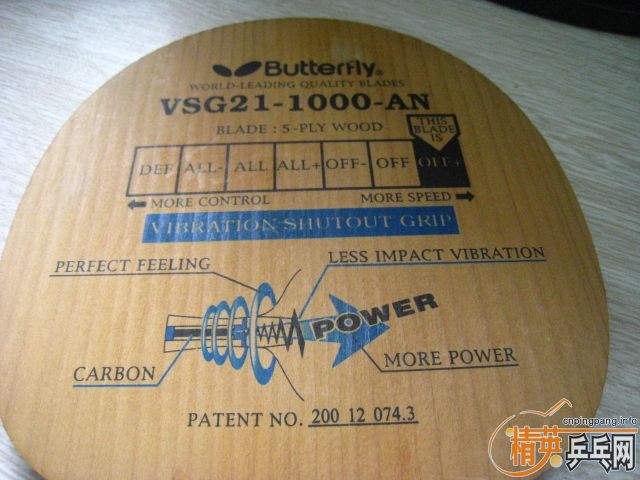 Butterfly®
WORLD-LEADING QUALITY BLADES
VSG21-1000-AN
BLADE : 5-PLY WOOD
THIS
BLADE
IS
DEF ALL- ALL ALL+ OFF- OFF OFF+
MORE CONTROL MORE SPEED
VIBRATION SHUTOUT GRIP
PERFECT FEELING
LESS IMPACT VIBRATION
POWER
CARBON
MORE POWER
PATENT NO. 200 12 074.3
cnpingpang.info
精英乒乓网